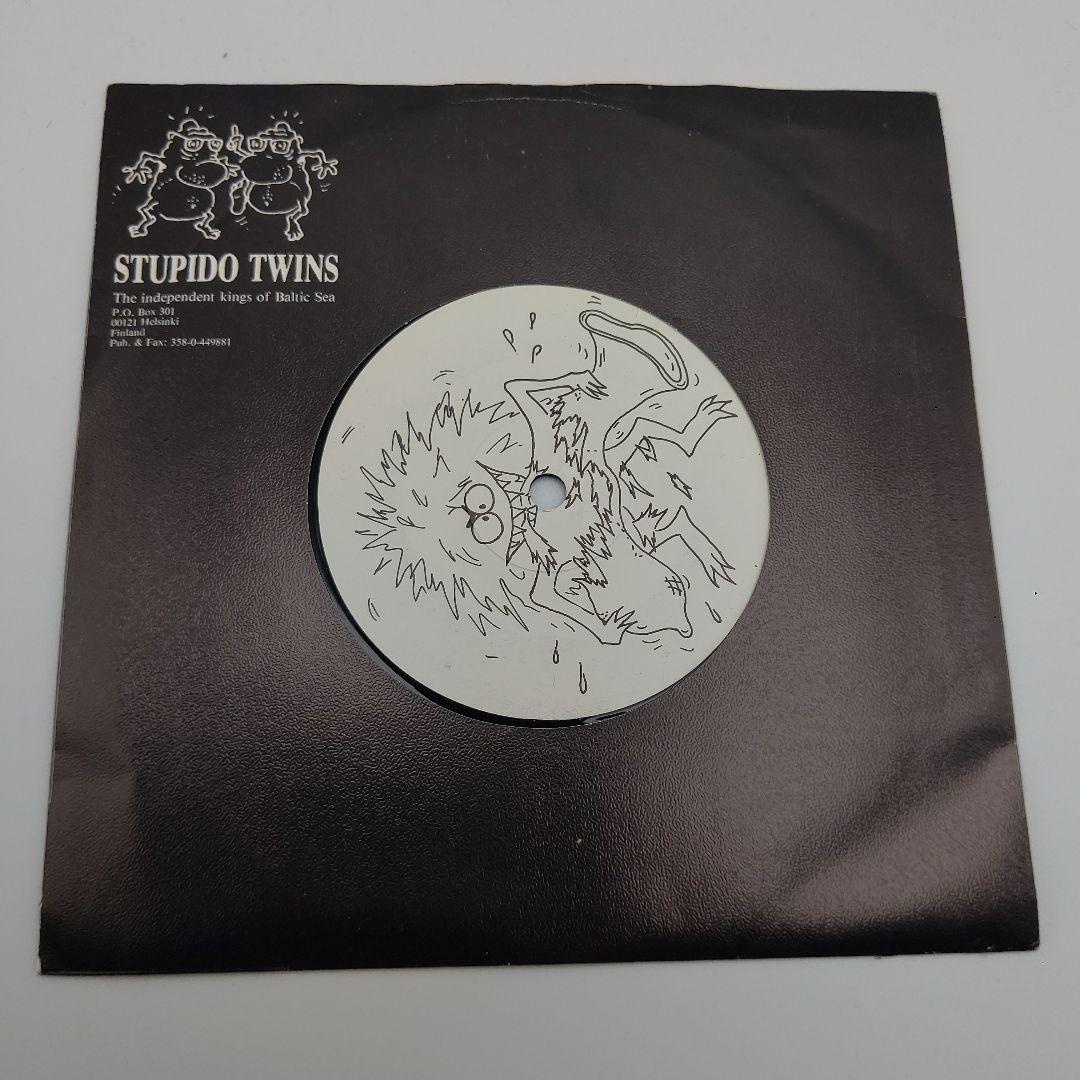 STUPIDO TWINS
The independent kings of Baltic Sea
P.O. Box 301
00121 Helsinki
Finland
Puh. & Fax: 358-0-449881